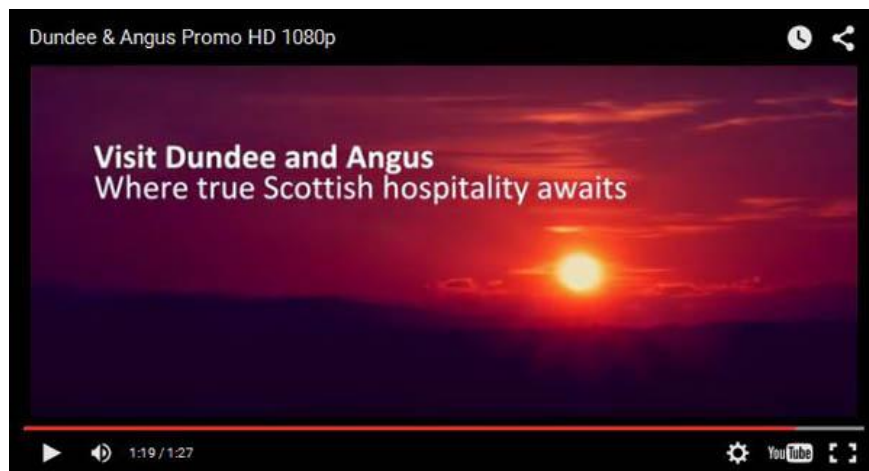 Dundee & Angus Promo HD 1080p
Visit Dundee and Angus
Where true Scottish hospitality awaits
1:19 / 1:27
YouTube